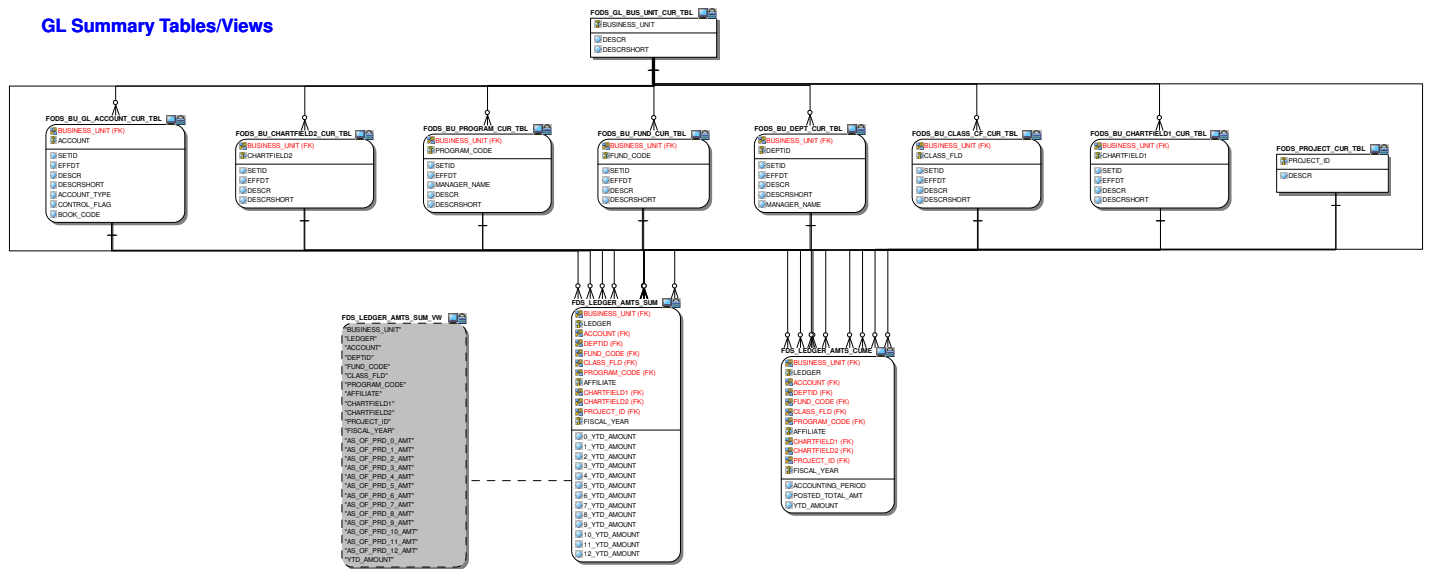 GL Summary Tables/Views
FODS_GL_BUS_UNIT_CUR_TBL
BUSINESS_UNIT
DESCR
DESCRSHORT
FODS_BU_GL_ACCOUNT_CUR_TBL
BUSINESS_UNIT (FK)
ACCOUNT
SETID
EFFDT
DESCR
DESCRSHORT
ACCOUNT_TYPE
CONTROL_FLAG
BOOK_CODE
FODS_BU_CHARTFIELD2_CUR_TBL
BUSINESS_UNIT (FK)
CHARTFIELD2
SETID
EFFDT
DESCR
DESCRSHORT
FODS_BU_PROGRAM_CUR_TBL
BUSINESS_UNIT (FK)
PROGRAM_CODE
SETID
EFFDT
MANAGER_NAME
DESCR
DESCRSHORT
FODS_BU_FUND_CUR_TBL
BUSINESS_UNIT (FK)
FUND_CODE
SETID
EFFDT
DESCR
DESCRSHORT
FODS_BU_DEPT_CUR_TBL
BUSINESS_UNIT (FK)
DEPTID
SETID
EFFDT
DESCR
DESCRSHORT
MANAGER_NAME
FODS_BU_CLASS_CF_CUR_TBL
BUSINESS_UNIT (FK)
CLASS_FLD
SETID
EFFDT
DESCR
DESCRSHORT
FODS_BU_CHARTFIELD1_CUR_TBL
BUSINESS_UNIT (FK)
CHARTFIELD1
SETID
EFFDT
DESCR
DESCRSHORT
FODS_PROJECT_CUR_TBL
PROJECT_ID
DESCR
FDS_LEDGER_AMTS_SUM_VW
"BUSINESS_UNIT"
"LEDGER"
"ACCOUNT"
"DEPTID"
"FUND_CODE"
"CLASS_FLD"
"PROGRAM_CODE"
"AFFILIATE"
"CHARTFIELD1"
"CHARTFIELD2"
"PROJECT_ID"
"FISCAL_YEAR"
"AS_OF_PRD_0_AMT"
"AS_OF_PRD_1_AMT"
"AS_OF_PRD_2_AMT"
"AS_OF_PRD_3_AMT"
"AS_OF_PRD_4_AMT"
"AS_OF_PRD_5_AMT"
"AS_OF_PRD_6_AMT"
"AS_OF_PRD_7_AMT"
"AS_OF_PRD_8_AMT"
"AS_OF_PRD_9_AMT"
"AS_OF_PRD_10_AMT"
"AS_OF_PRD_11_AMT"
"AS_OF_PRD_12_AMT"
"YTD_AMOUNT"
FDS_LEDGER_AMTS_SUM
BUSINESS_UNIT (FK)
LEDGER
ACCOUNT (FK)
DEPTID (FK)
FUND_CODE (FK)
CLASS_FLD (FK)
PROGRAM_CODE (FK)
AFFILIATE
CHARTFIELD1 (FK)
CHARTFIELD2 (FK)
PROJECT_ID (FK)
FISCAL_YEAR
0_YTD_AMOUNT
1_YTD_AMOUNT
2_YTD_AMOUNT
3_YTD_AMOUNT
4_YTD_AMOUNT
5_YTD_AMOUNT
6_YTD_AMOUNT
7_YTD_AMOUNT
8_YTD_AMOUNT
9_YTD_AMOUNT
10_YTD_AMOUNT
11_YTD_AMOUNT
12_YTD_AMOUNT
FDS_LEDGER_AMTS_CUME
BUSINESS_UNIT (FK)
LEDGER
ACCOUNT (FK)
DEPTID (FK)
FUND_CODE (FK)
CLASS_FLD (FK)
PROGRAM_CODE (FK)
AFFILIATE
CHARTFIELD1 (FK)
CHARTFIELD2 (FK)
PROJECT_ID (FK)
FISCAL_YEAR
ACCOUNTING_PERIOD
POSTED_TOTAL_AMT
YTD_AMOUNT